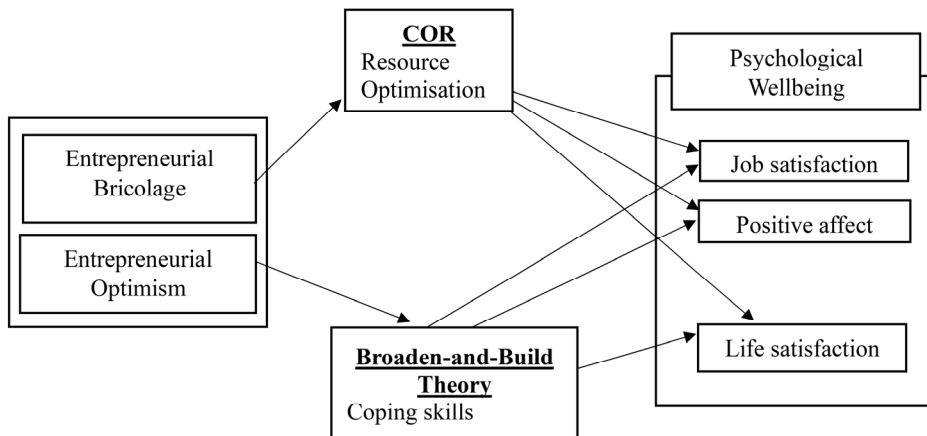 COR
Resource
Optimisation
Psychological
Wellbeing
Entrepreneurial
Bricolage
Entrepreneurial
Optimism
Job satisfaction
Positive affect
Life satisfaction
Broaden-and-Build
Theory
Coping skills